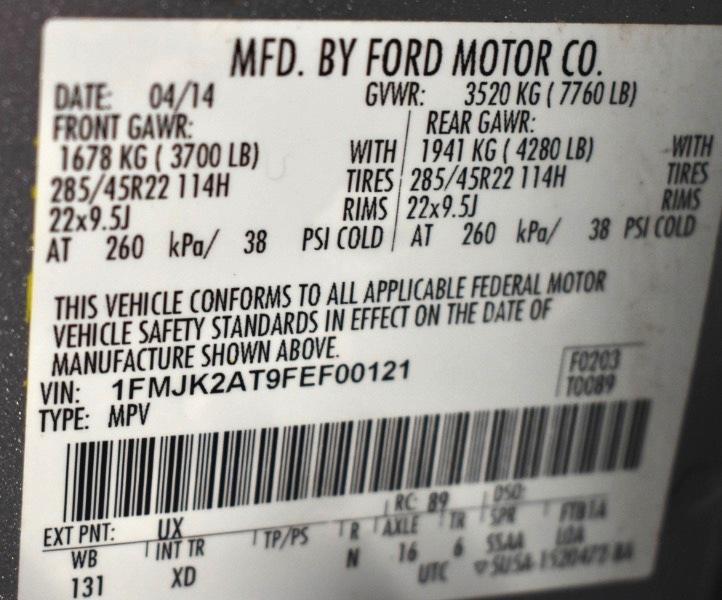 MFD. BY FORD MOTOR CO.
DATE: 04/14 GVWR: 3520 KG ( 7760 LB)
FRONT GAWR: REAR GAWR:
1678 KG ( 3700 LB) WITH 1941 KG ( 4280 LB) WITH
285/45R22 114H TIRES 285/45R22 114H TIRES
22x9.5J RIMS 22x9.5J RIMS
AT 260 kPa/ 38 PSI COLD AT 260 kPa/ 38 PSI COLD
THIS VEHICLE CONFORMS TO ALL APPLICABLE FEDERAL MOTOR
VEHICLE SAFETY STANDARDS IN EFFECT ON THE DATE OF
MANUFACTURE SHOWN ABOVE.
VIN: 1FMJK2AT9FEF00121 F0203
TYPE: MPV T0089
EXT PNT: UX RC: 89 DSO:
WB INT TR TP/PS R AXLE TR SPR FTB1A
131 XD N 16 6 SSAA LOA
UTC